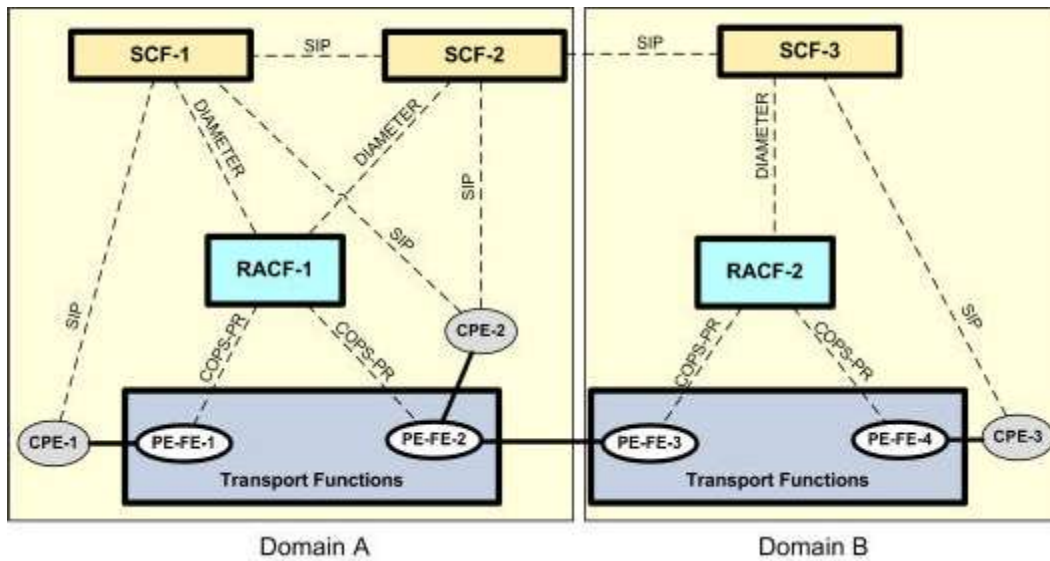 SCF-1
SIP
SCF-2
SIP
SCF-3
DIAMETER
DIAMETER
DIAMETER
SIP
SIP
SIP
SIP
RACF-1
RACF-2
CPE-2
COPS-PR
COPS-PR
COPS-PR
COPS-PR
CPE-1
PE-FE-1
PE-FE-2
PE-FE-3
PE-FE-4
CPE-3
Transport Functions
Transport Functions
Domain A
Domain B